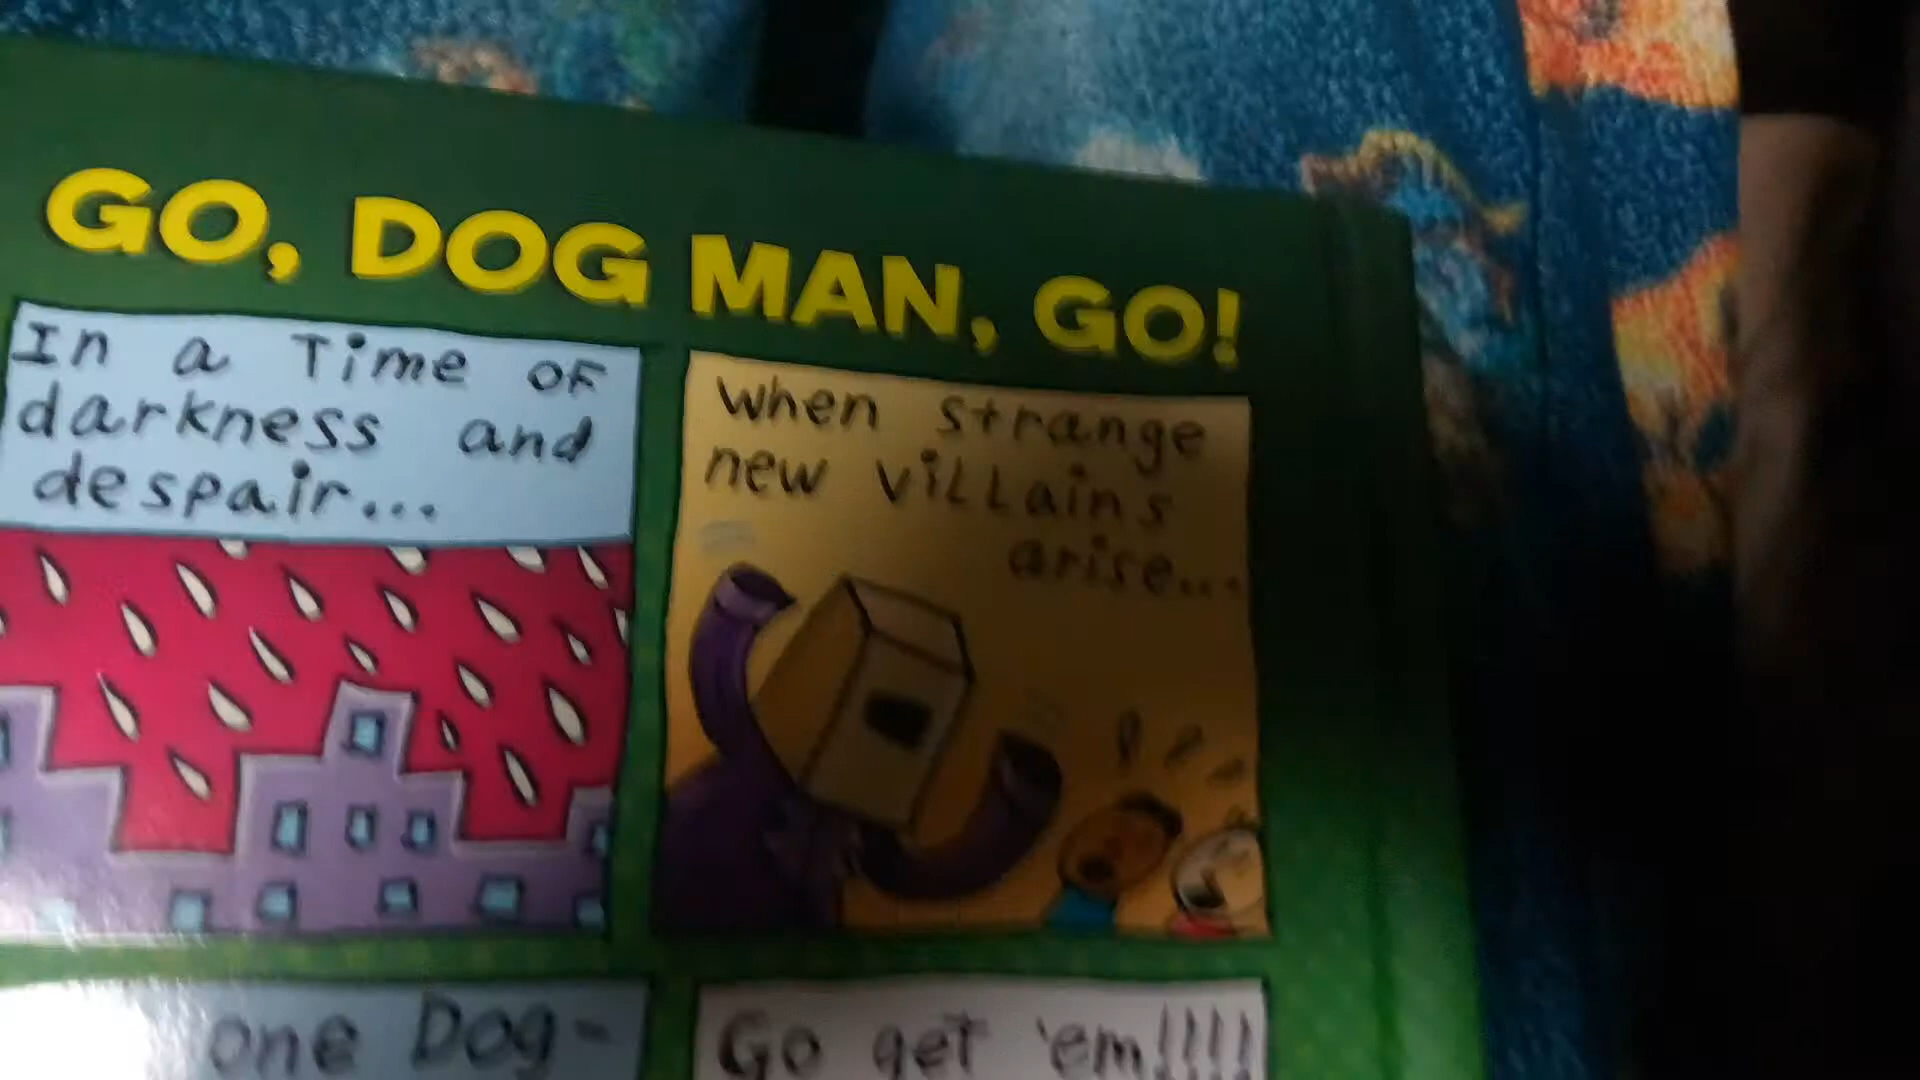 GO, DOG MAN, GO!
In a Time OF
darkness and
despair...
When strange
new ViLLains
arise...
one Dog-
Go get 'em!!!!